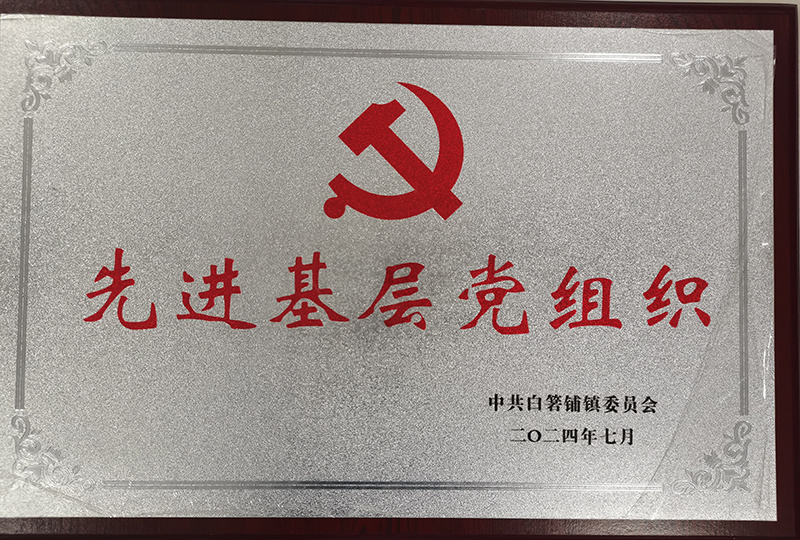 先进基层党组织
中共白箬铺镇委员会
二〇二四年七月